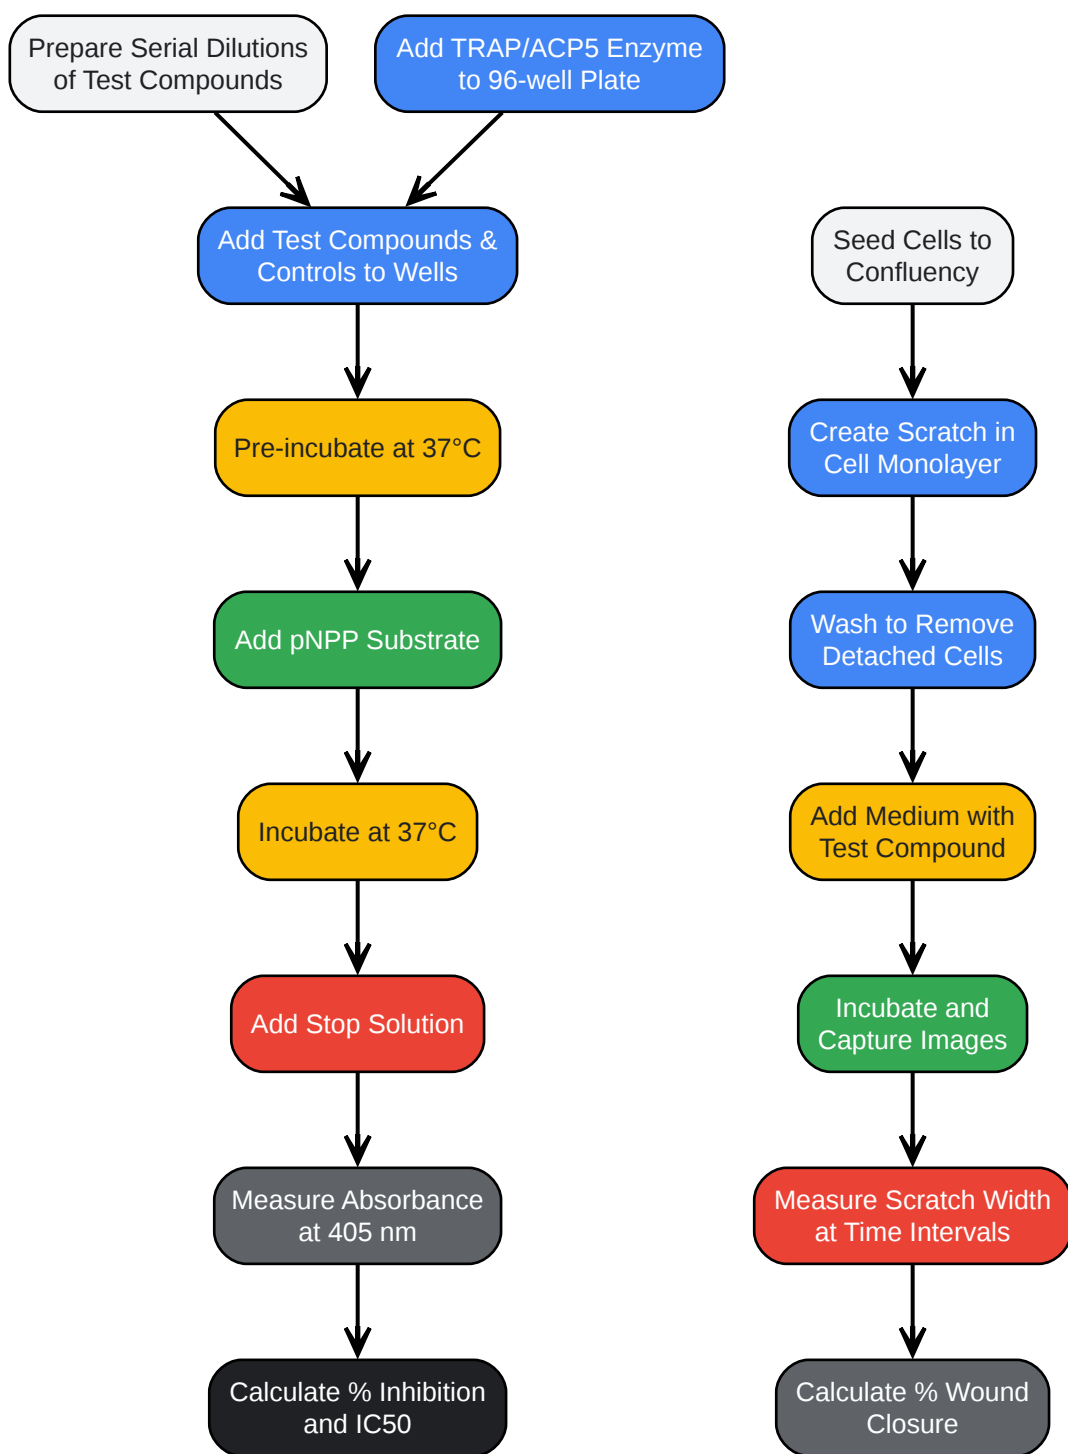 Prepare Serial Dilutions
of Test Compounds
Add TRAP/ACP5 Enzyme
to 96-well Plate
Add Test Compounds &
Controls to Wells
Pre-incubate at 37°C
Add pNPP Substrate
Incubate at 37°C
Add Stop Solution
Measure Absorbance
at 405 nm
Calculate % Inhibition
and IC50
Seed Cells to
Confluency
Create Scratch in
Cell Monolayer
Wash to Remove
Detached Cells
Add Medium with
Test Compound
Incubate and
Capture Images
Measure Scratch Width
at Time Intervals
Calculate % Wound
Closure